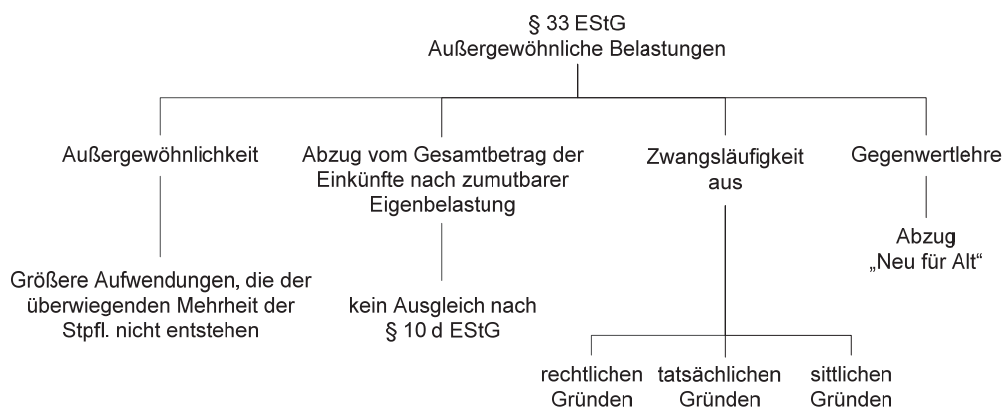 § 33 EStG
Außergewöhnliche Belastungen
Außergewöhnlichkeit
Größere Aufwendungen, die der
überwiegenden Mehrheit der
Stpfl. nicht entstehen
Abzug vom Gesamtbetrag der
Einkünfte nach zumutbarer
Eigenbelastung
kein Ausgleich nach
§ 10 d EStG
Zwangsläufigkeit
aus
rechtlichen
Gründen
tatsächlichen
Gründen
sittlichen
Gründen
Gegenwertlehre
Abzug
„Neu für Alt“